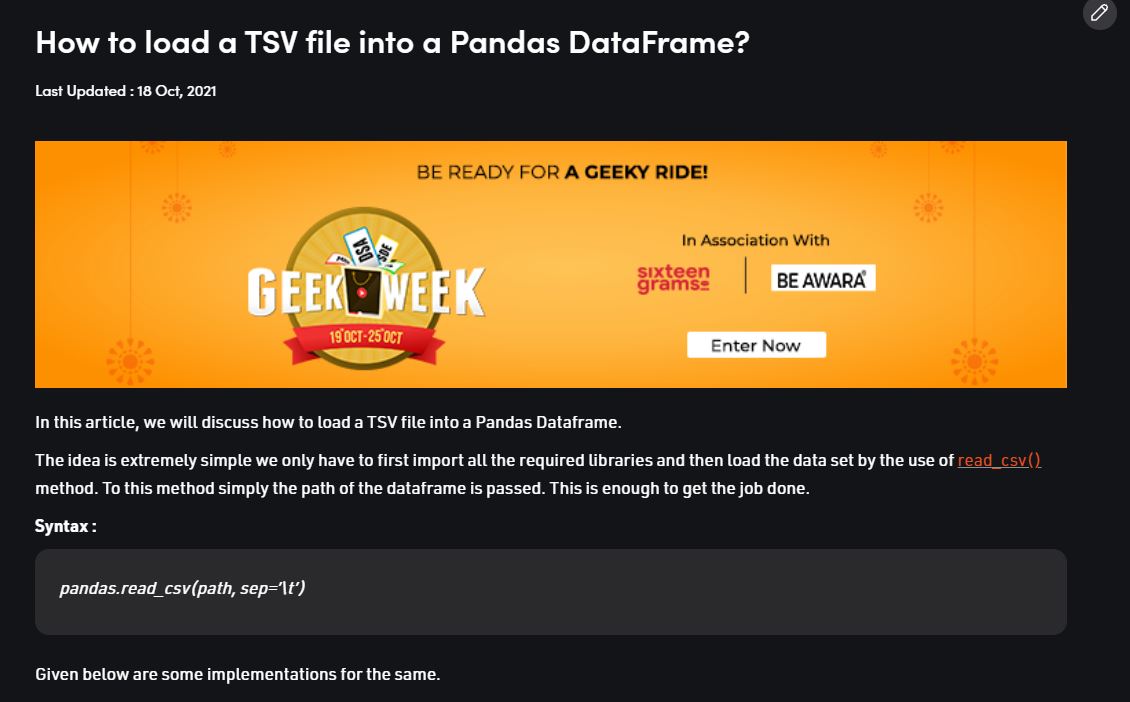 How to load a TSV file into a Pandas DataFrame?
Last Updated : 18 Oct, 2021
BE READY FOR A GEEKY RIDE!
DSA
SDE
GEEK WEEK
19 OCT-25 OCT
In Association With
sixteen
grams
BE AWARA
Enter Now
In this article, we will discuss how to load a TSV file into a Pandas Dataframe.
The idea is extremely simple we only have to first import all the required libraries and then load the data set by the use of read_csv()
method. To this method simply the path of the dataframe is passed. This is enough to get the job done.
Syntax :
pandas.read_csv(path, sep=’\t’)
Given below are some implementations for the same.